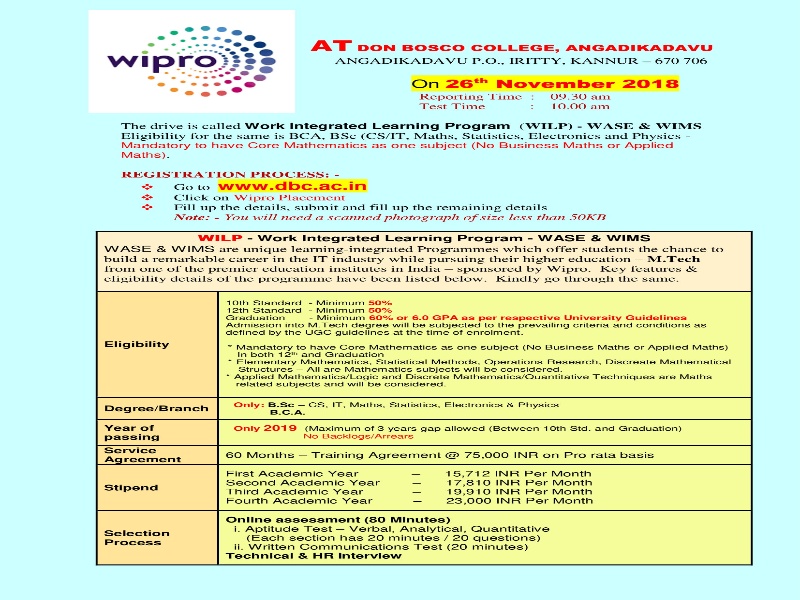 wipro
AT DON BOSCO COLLEGE, ANGADIKADAVU
ANGADIKADAVU P.O., IRITTY, KANNUR – 670 706
On 26th November 2018
Reporting Time : 09.30 am
Test Time : 10.00 am
The drive is called Work Integrated Learning Program (WILP) - WASE & WIMS
Eligibility for the same is BCA, BSc (CS/IT, Maths, Statistics, Electronics and Physics -
Mandatory to have Core Mathematics as one subject (No Business Maths or Applied
Maths).
REGISTRATION PROCESS: -
❖ Go to www.dbc.ac.in
❖ Click on Wipro Placement
❖ Fill up the details, submit and fill up the remaining details
Note: - You will need a scanned photograph of size less than 50KB
WILP - Work Integrated Learning Program - WASE & WIMS
WASE & WIMS are unique learning-integrated Programmes which offer students the chance to
build a remarkable career in the IT industry while pursuing their higher education – M.Tech
from one of the premier education institutes in India – sponsored by Wipro. Key features &
eligibility details of the programme have been listed below. Kindly go through the same.
Eligibility
10th Standard - Minimum 50%
12th Standard - Minimum 50%
Graduation - Minimum 60% or 6.0 GPA as per respective University Guidelines
Admission into M.Tech degree will be subjected to the prevailing criteria and conditions as
defined by the UGC guidelines at the time of enrolment.
* Mandatory to have Core Mathematics as one subject (No Business Maths or Applied Maths)
In both 12th and Graduation
* Elementary Mathematics, Statistical Methods, Operations Research, Discreate Mathematical
Structures – All are Mathematics subjects will be considered.
* Applied Mathematics/Logic and Discrete Mathematics/Quantitative Techniques are Maths
related subjects and will be considered.
Degree/Branch
Only: B.Sc – CS, IT, Maths, Statistics, Electronics & Physics
B.C.A.
Year of
passing
Only 2019 (Maximum of 3 years gap allowed (Between 10th Std. and Graduation)
No Backlogs/Arrears
Service
Agreement
60 Months – Training Agreement @ 75,000 INR on Pro rata basis
Stipend
First Academic Year – 15,712 INR Per Month
Second Academic Year – 17,810 INR Per Month
Third Academic Year – 19,910 INR Per Month
Fourth Academic Year – 23,000 INR Per Month
Selection
Process
Online assessment (80 Minutes)
i. Aptitude Test – Verbal, Analytical, Quantitative
(Each section has 20 minutes / 20 questions)
ii. Written Communications Test (20 minutes)
Technical & HR Interview